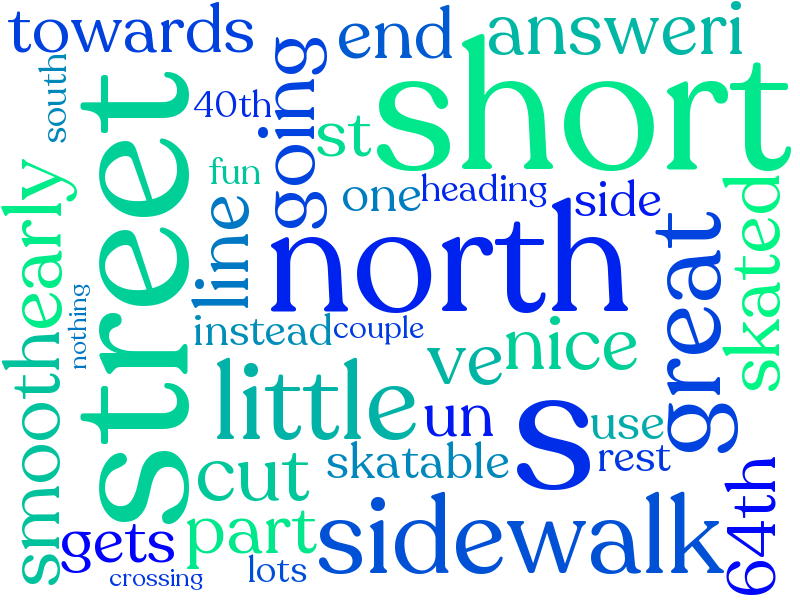 towards
end
answeri
short
south
40th
going
st
street
fun
one
heading
side
early
line
north
great
skated
nothing
instead
couple
ve
nice
smooth
little
un
s
use
cut
skatable
rest
64th
gets
part
sidewalk
crossing
lots